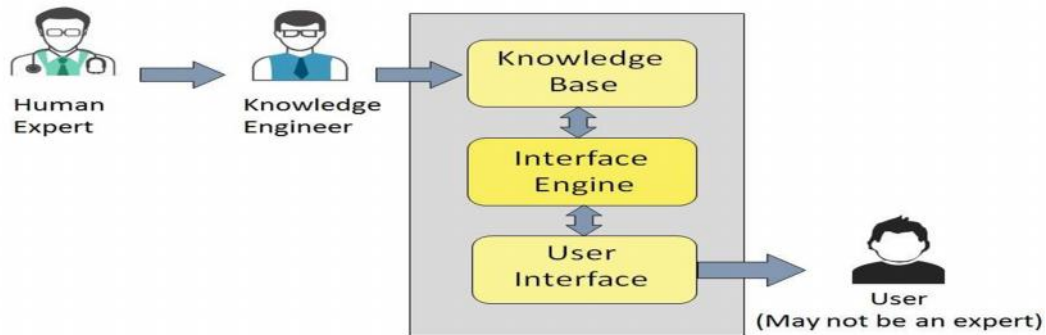 Human
Expert
Knowledge
Engineer
Knowledge
Base
Interface
Engine
User
Interface
User
(May not be an expert)